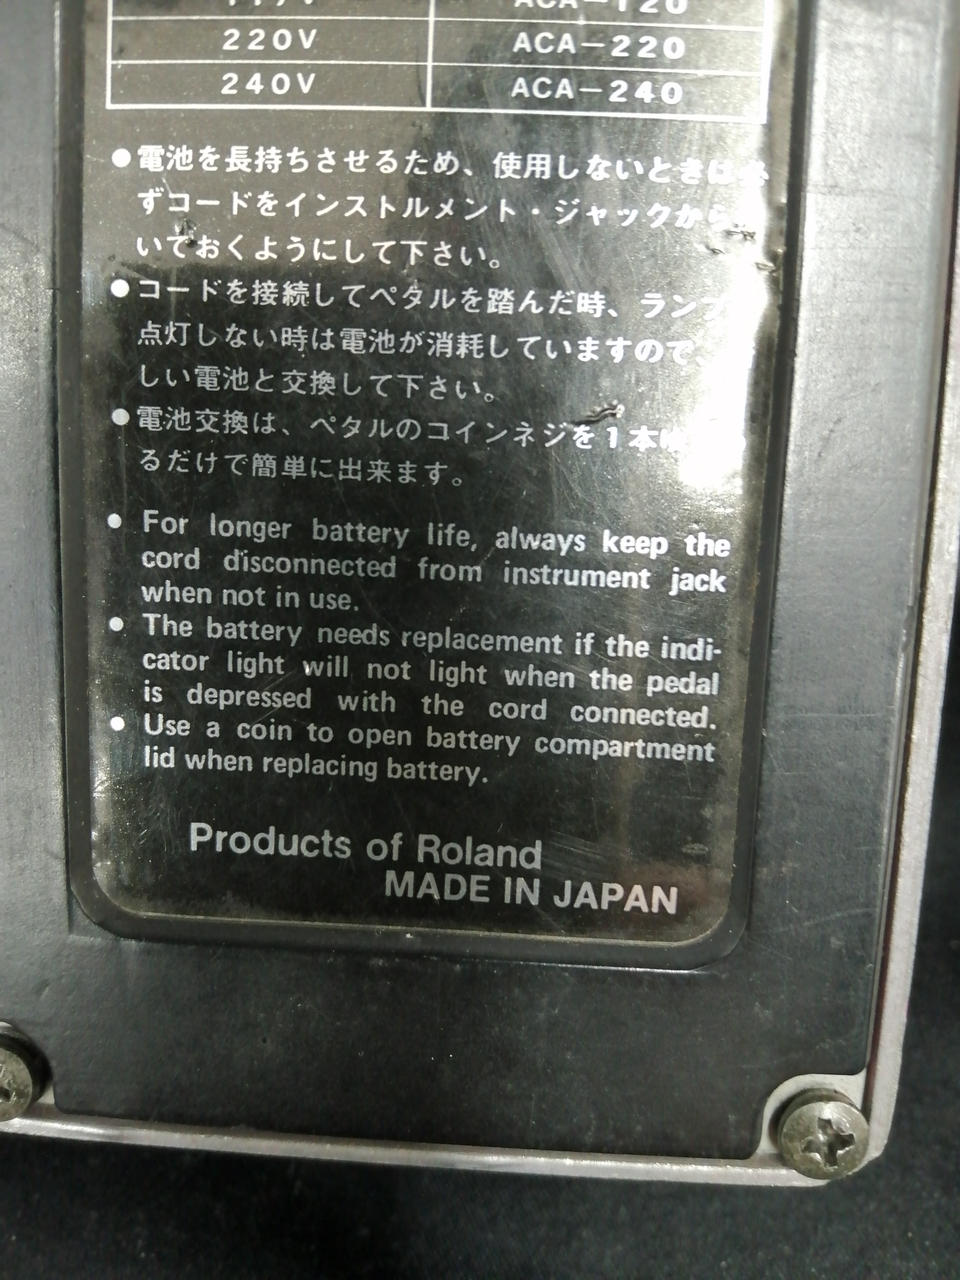 117V ACA-120
220V ACA-220
240V ACA-240
●電池を長持ちさせるため、使用しないときは必
ずコードをインストルメント・ジャックから
いておくようにして下さい。
●コードを接続してペタルを踏んだ時、ランプ
点灯しない時は電池が消耗していますので
しい電池と交換して下さい。
●電池交換は、ペタルのコインネジを1本
るだけで簡単に出来ます。
● For longer battery life, always keep the
cord disconnected from instrument jack
when not in use.
● The battery needs replacement if the indi-
cator light will not light when the pedal
is depressed with the cord connected.
● Use a coin to open battery compartment
lid when replacing battery.
Products of Roland
MADE IN JAPAN